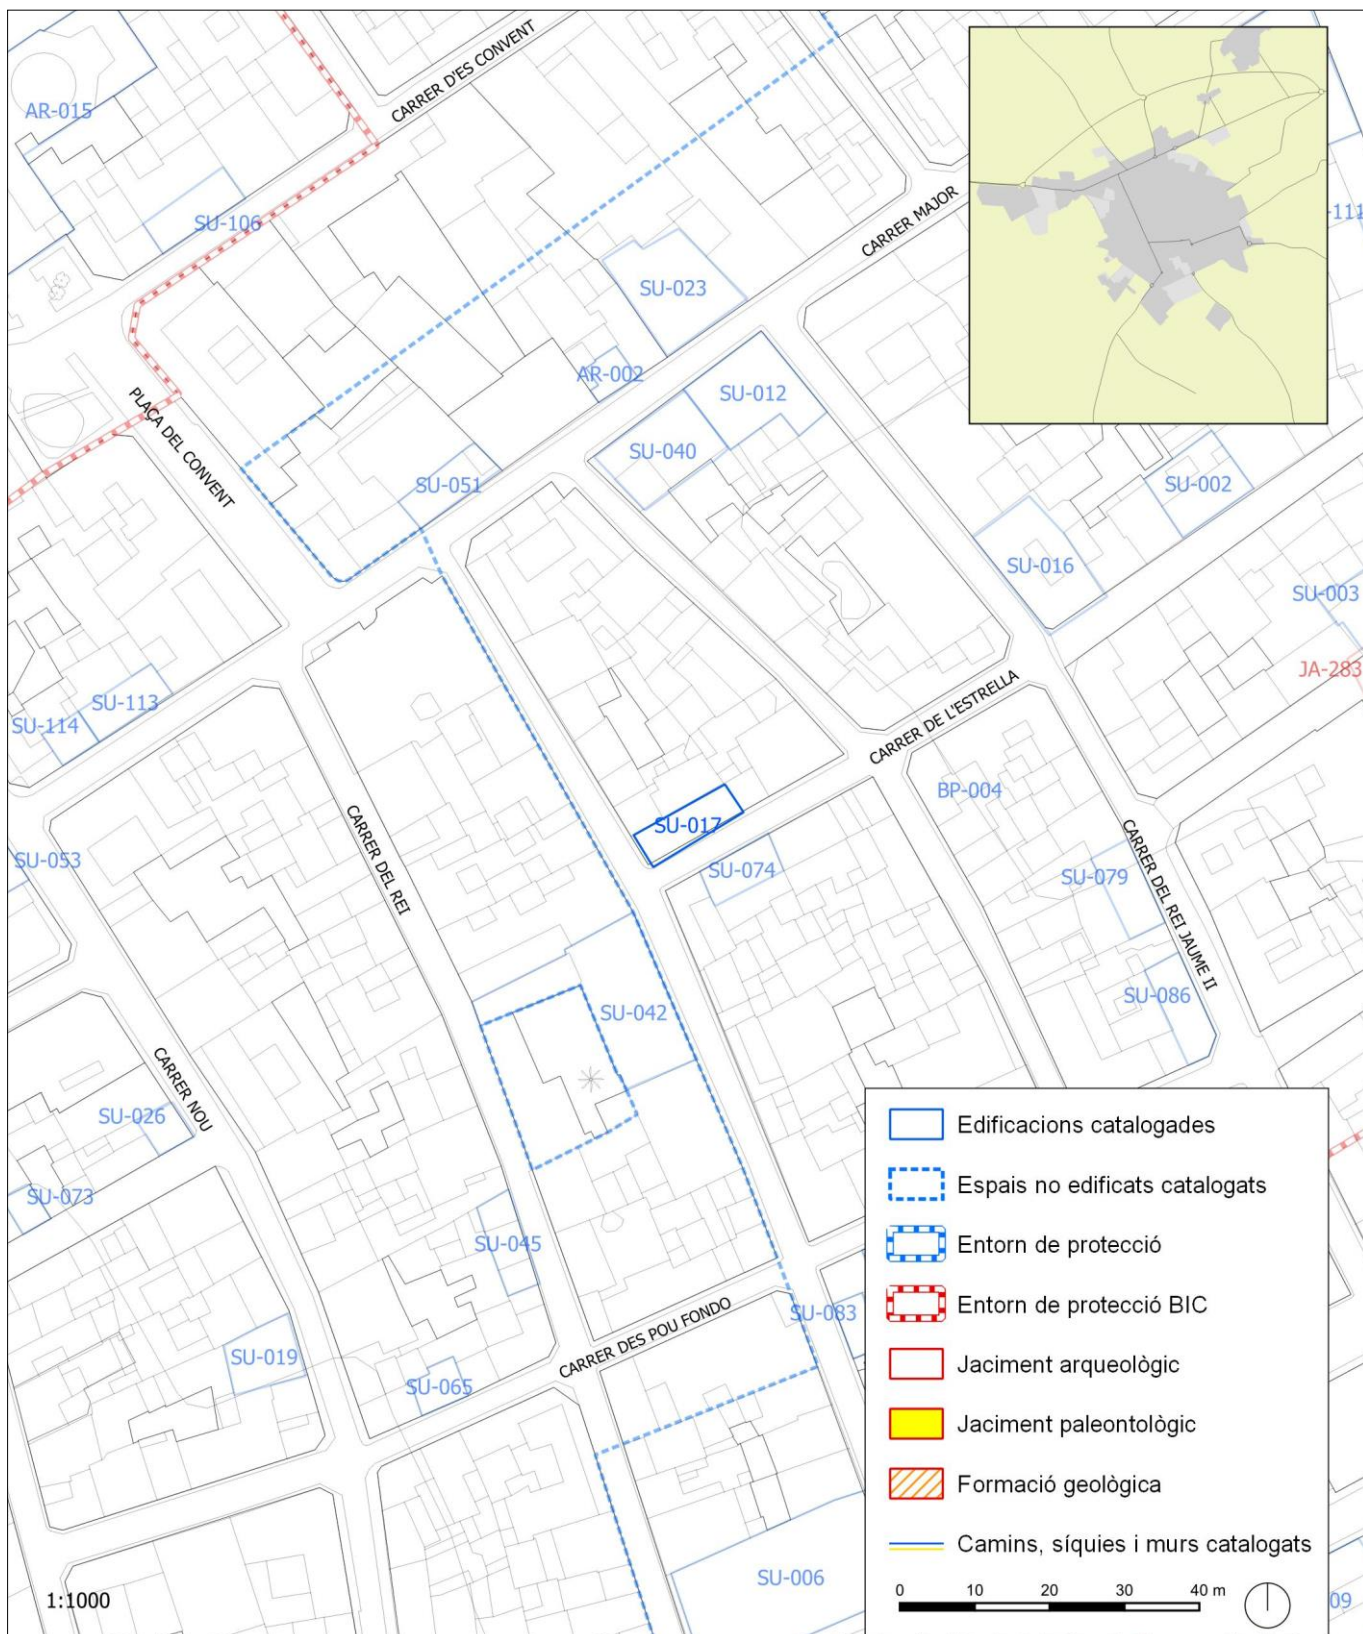 CARRER D'ES CONVENT
AR-015
SU-106
CARRER MAJOR
-111
SU-023
AR-002
SU-012
PLAÇA DEL CONVENT
SU-040
SU-051
SU-002
SU-016
SU-003
JA-283
SU-113
SU-114
CARRER DE L'ESTRELLA
BP-004
SU-017
CARRER DEL REI
SU-053
SU-074
SU-079
CARRER DEL REI JAUME II
SU-086
SU-042
CARRER NOU
SU-026
SU-073
SU-045
SU-083
CARRER DES POU FONDO
SU-019
SU-065
SU-006
09
Edificacions catalogades
Espais no edificats catalogats
Entorn de protecció
Entorn de protecció BIC
Jaciment arqueològic
Jaciment paleontològic
Formació geològica
Camins, síquies i murs catalogats
0 10 20 30 40 m
1:1000